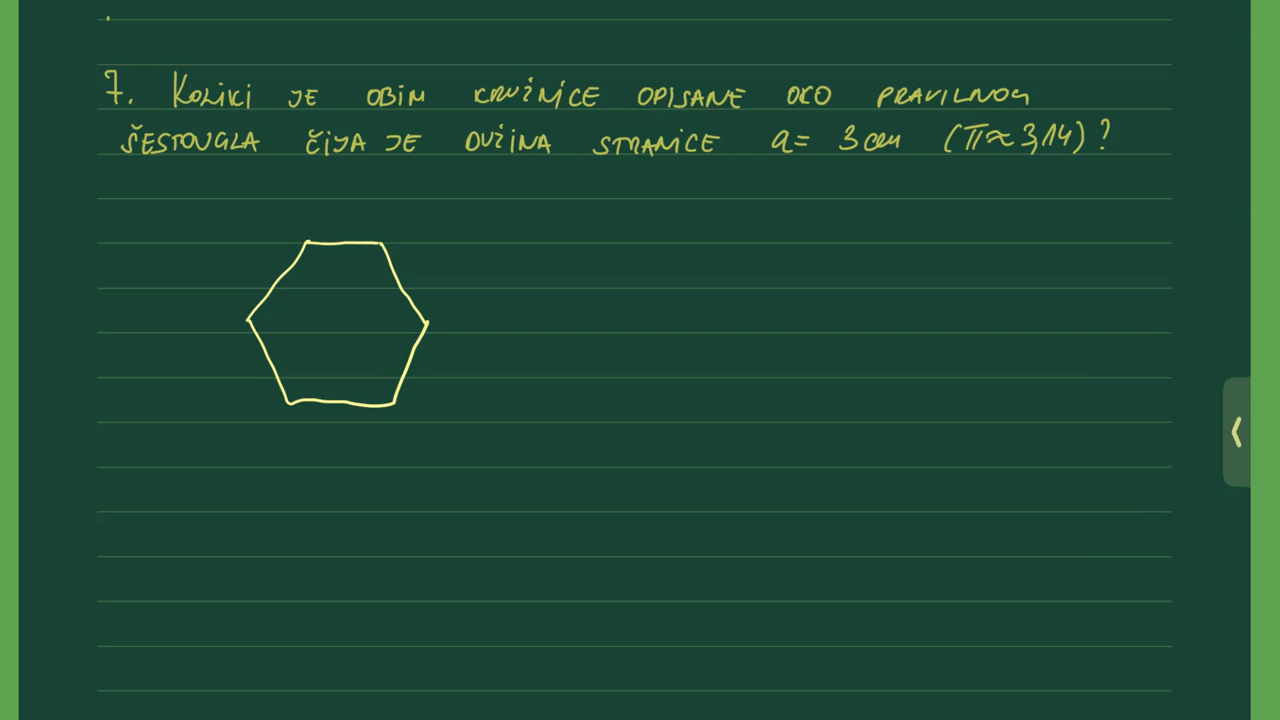 7. KOLIKI JE OBIM KRUŽNICE OPISANE OKO PRAVILNOG
ŠESTOUGLA ČIJA JE DUŽINA STRANICE a= 3cm (π≈3,14)?